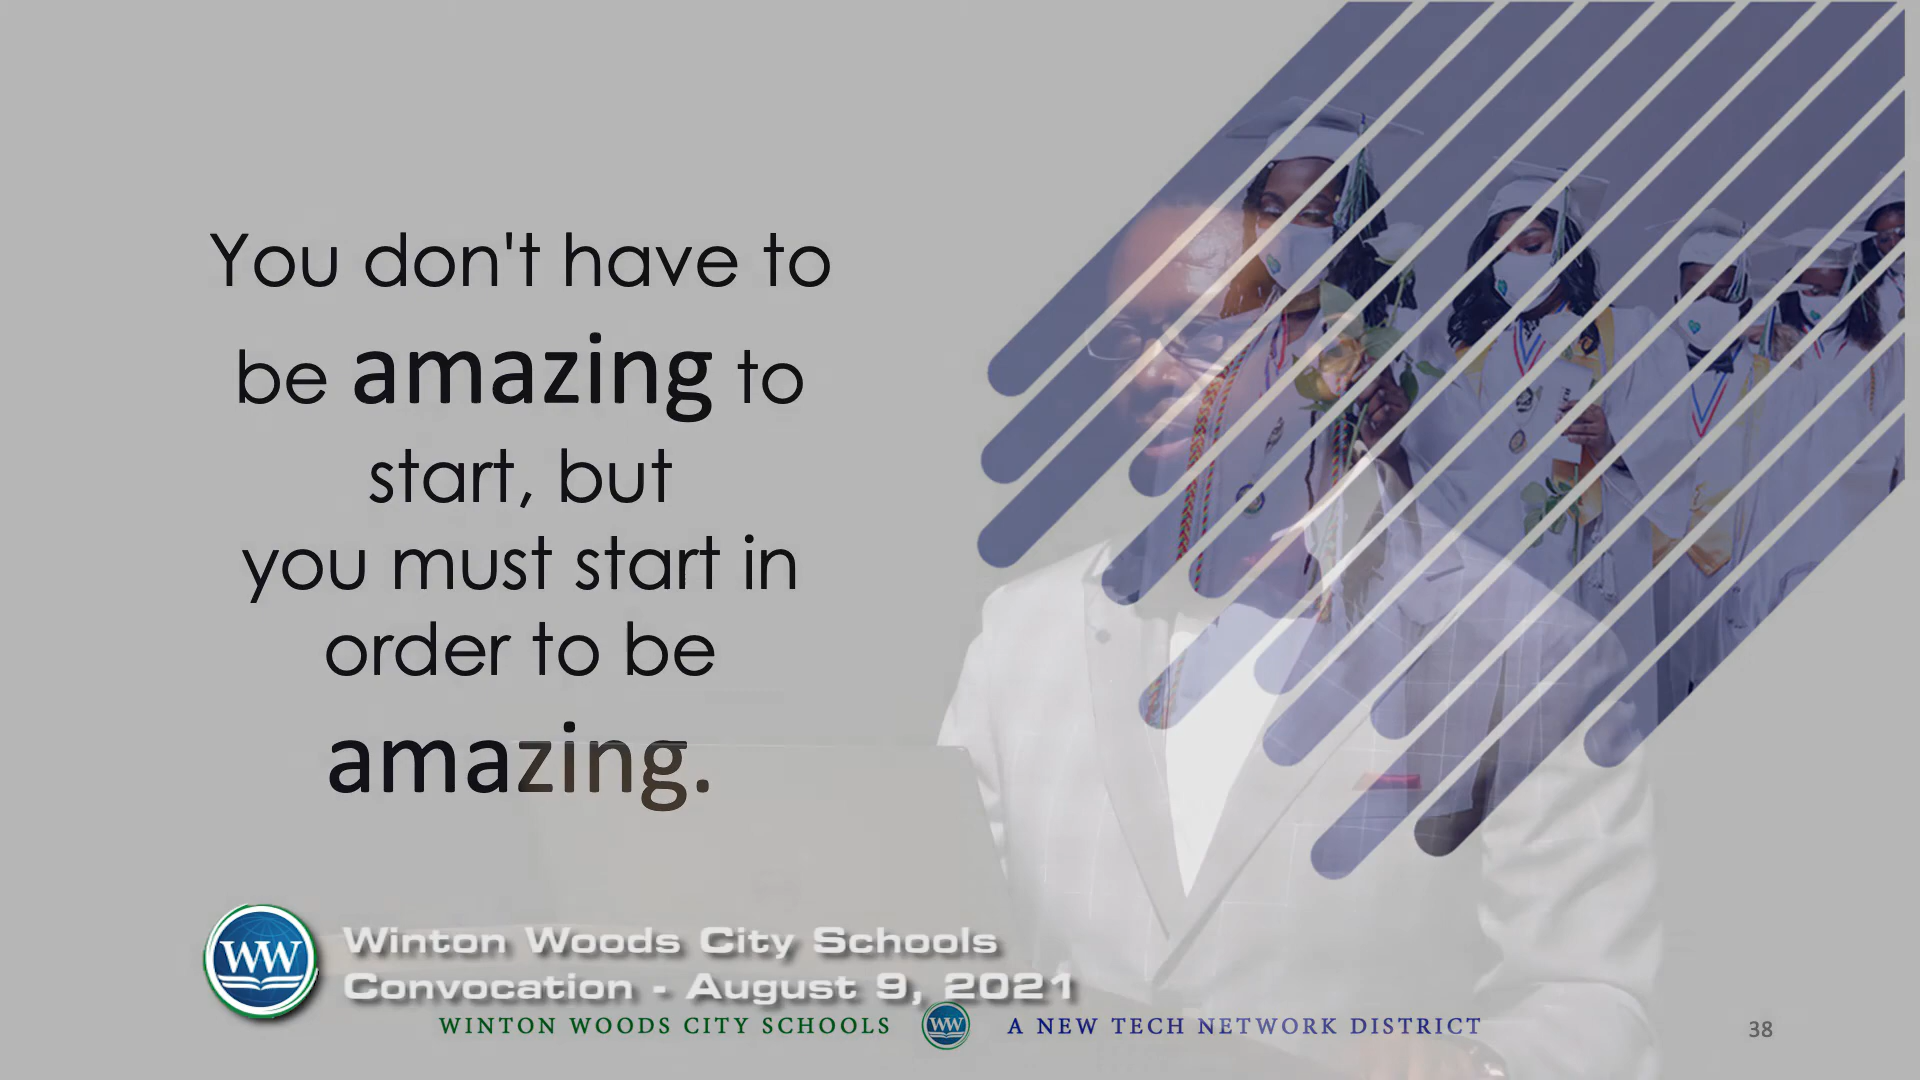 You don't have to
be amazing to
start, but
you must start in
order to be
amazing.
WW
Winton Woods City Schools
Convocation - August 9, 2021
WINTON WOODS CITY SCHOOLS WW A NEW TECH NETWORK DISTRICT
38